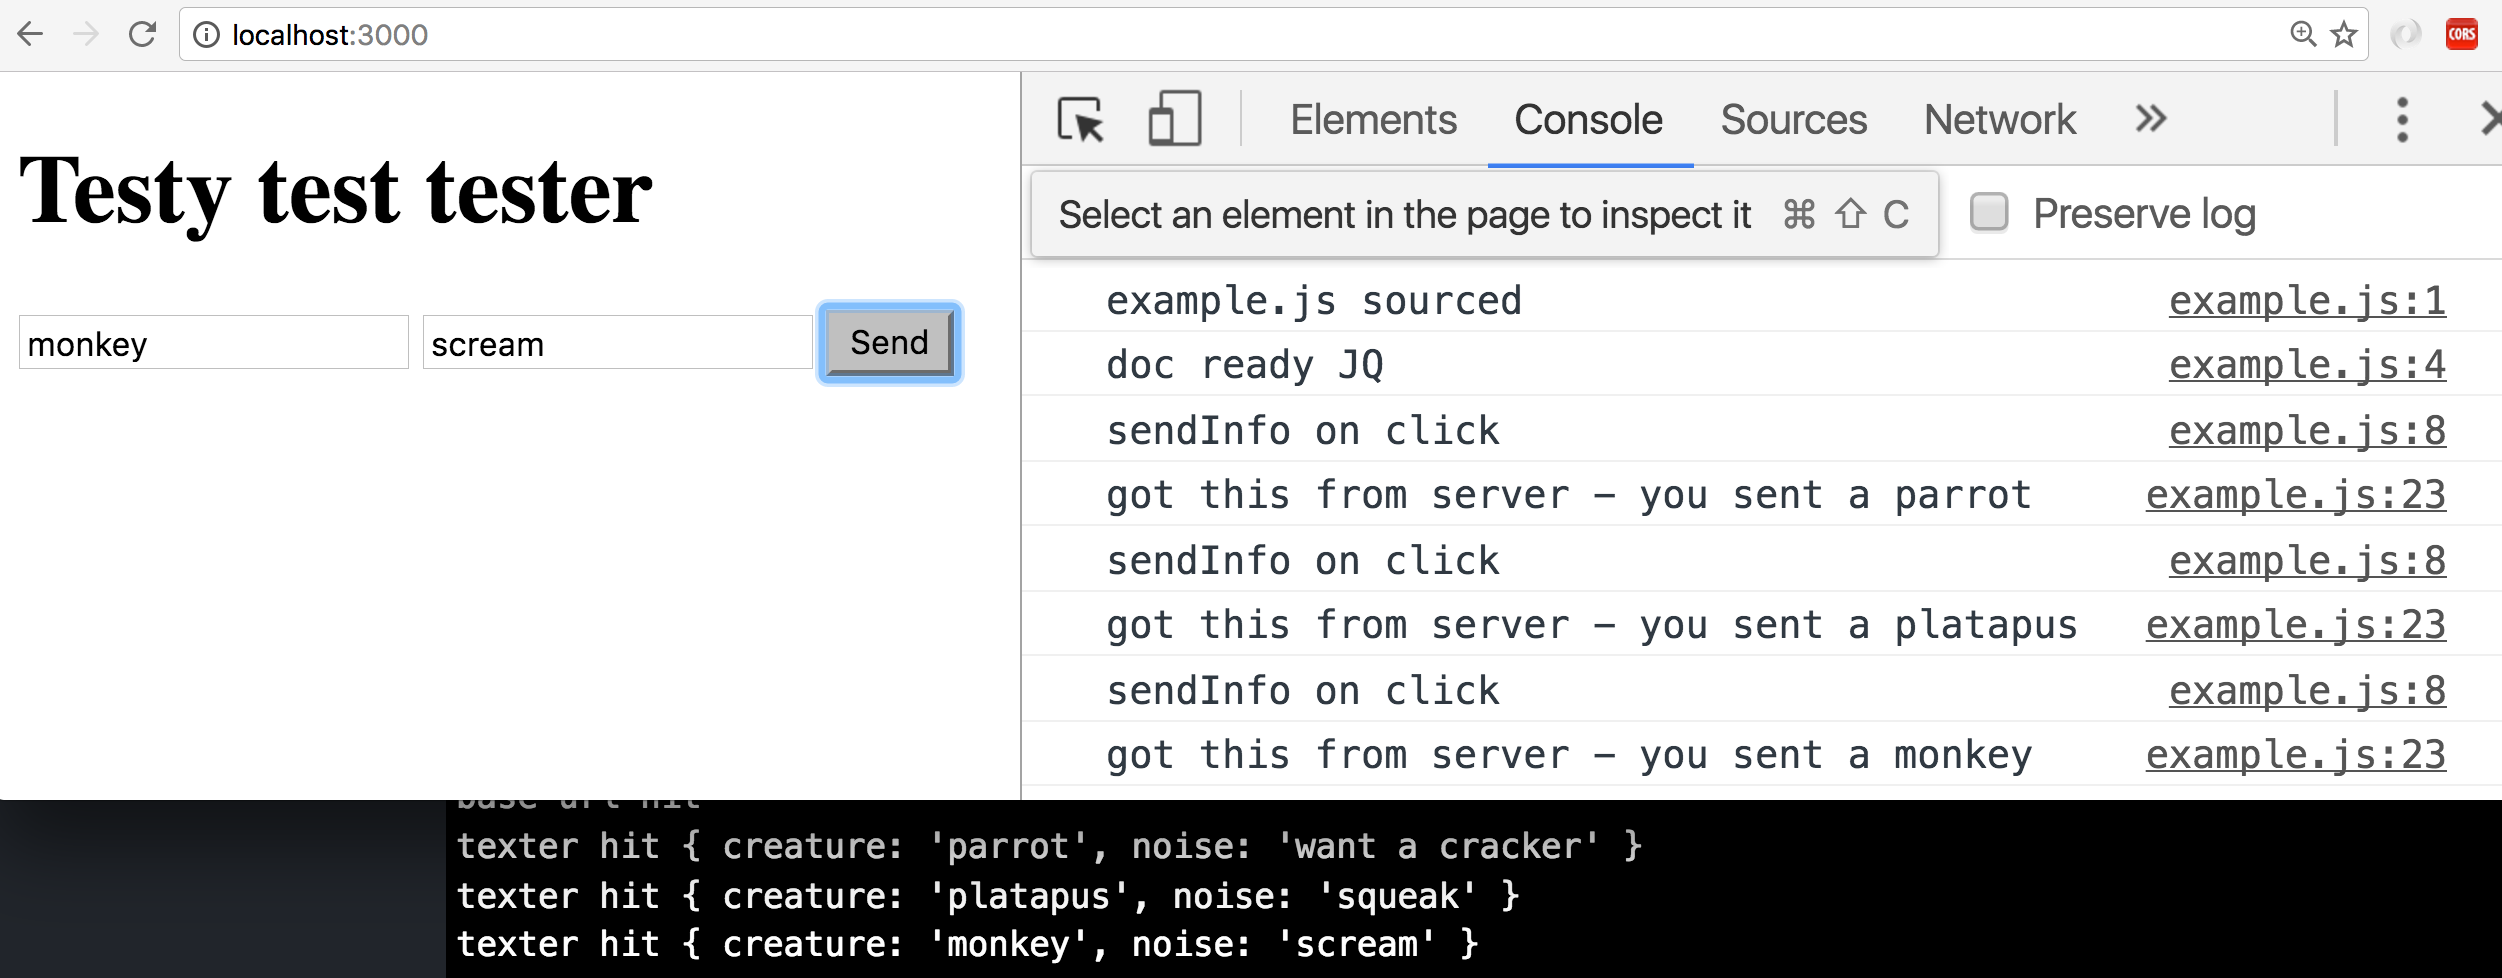 localhost:3000
CORS
Elements Console Sources Network
Select an element in the page to inspect it ⌘ ⇧ C
Preserve log
Testy test tester
monkey
scream
Send
example.js sourced example.js:1
doc ready JQ example.js:4
sendInfo on click example.js:8
got this from server - you sent a parrot example.js:23
sendInfo on click example.js:8
got this from server - you sent a platapus example.js:23
sendInfo on click example.js:8
got this from server - you sent a monkey example.js:23
base url hit
texter hit { creature: 'parrot', noise: 'want a cracker' }
texter hit { creature: 'platapus', noise: 'squeak' }
texter hit { creature: 'monkey', noise: 'scream' }